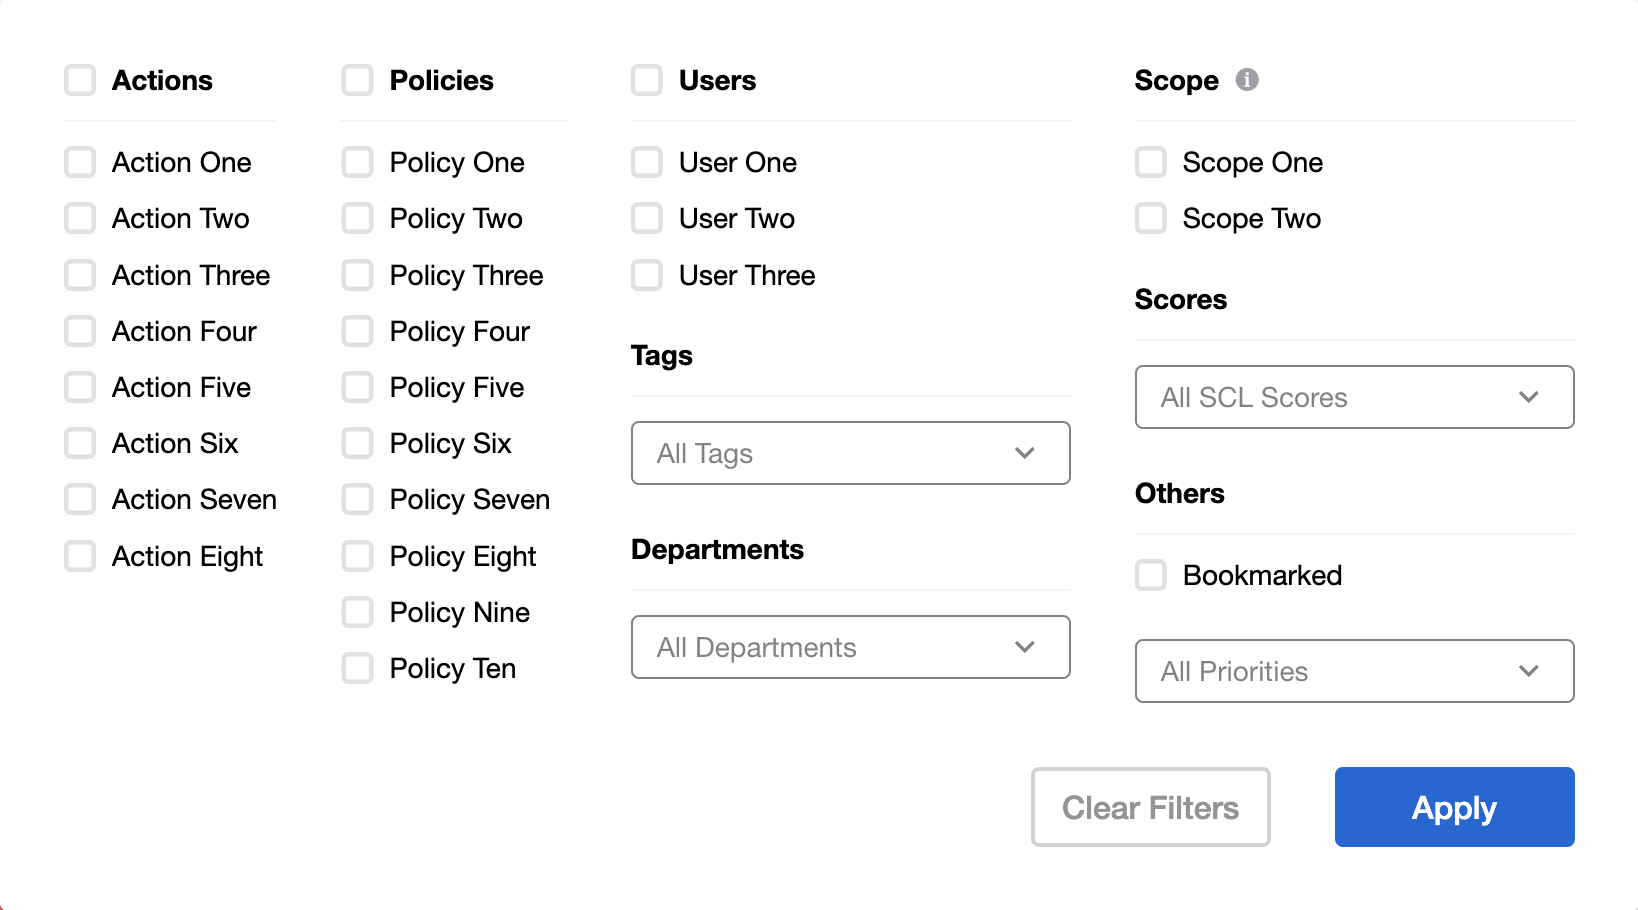 Actions
Action One
Action Two
Action Three
Action Four
Action Five
Action Six
Action Seven
Action Eight
Policies
Policy One
Policy Two
Policy Three
Policy Four
Policy Five
Policy Six
Policy Seven
Policy Eight
Policy Nine
Policy Ten
Users
User One
User Two
User Three
Tags
All Tags
Departments
All Departments
Scope
Scope One
Scope Two
Scores
All SCL Scores
Others
Bookmarked
All Priorities
Clear Filters
Apply